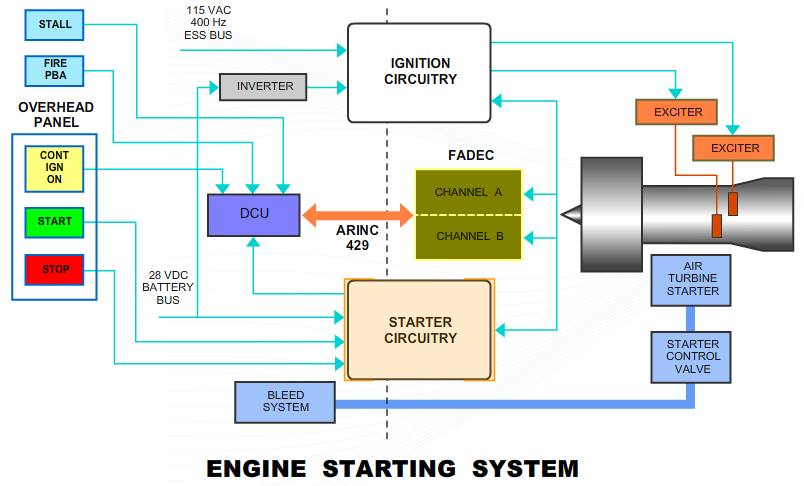 STALL
FIRE
PBA
OVERHEAD
PANEL
CONT
IGN
ON
START
STOP
115 VAC
400 Hz
ESS BUS
INVERTER
IGNITION
CIRCUITRY
EXCITER
EXCITER
FADEC
CHANNEL A
CHANNEL B
DCU
ARINC
429
28 VDC
BATTERY
BUS
STARTER
CIRCUITRY
AIR
TURBINE
STARTER
STARTER
CONTROL
VALVE
BLEED
SYSTEM
ENGINE STARTING SYSTEM